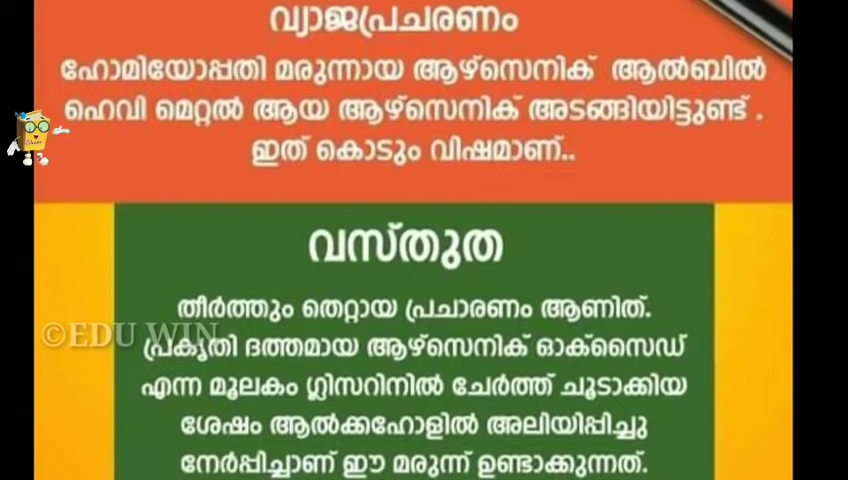 വ്യാജപ്രചരണം
ഹോമിയോപ്പതി മരുന്നായ ആഴ്സെനിക് ആൽബിൽ
ഹെവി മെറ്റൽ ആയ ആഴ്സെനിക് അടങ്ങിയിട്ടുണ്ട് .
ഇത് കൊടും വിഷമാണ്..
വസ്തുത
തീർത്തും തെറ്റായ പ്രചാരണം ആണിത്.
©EDU WIN
പ്രകൃതി ദത്തമായ ആഴ്സെനിക് ഓക്സൈഡ്
എന്ന മൂലകം ഗ്ലിസറിനിൽ ചേർത്ത് ചൂടാക്കിയ
ശേഷം ആൽക്കഹോളിൽ അലിയിപ്പിച്ചു
നേർപ്പിച്ചാണ് ഈ മരുന്ന് ഉണ്ടാക്കുന്നത്.